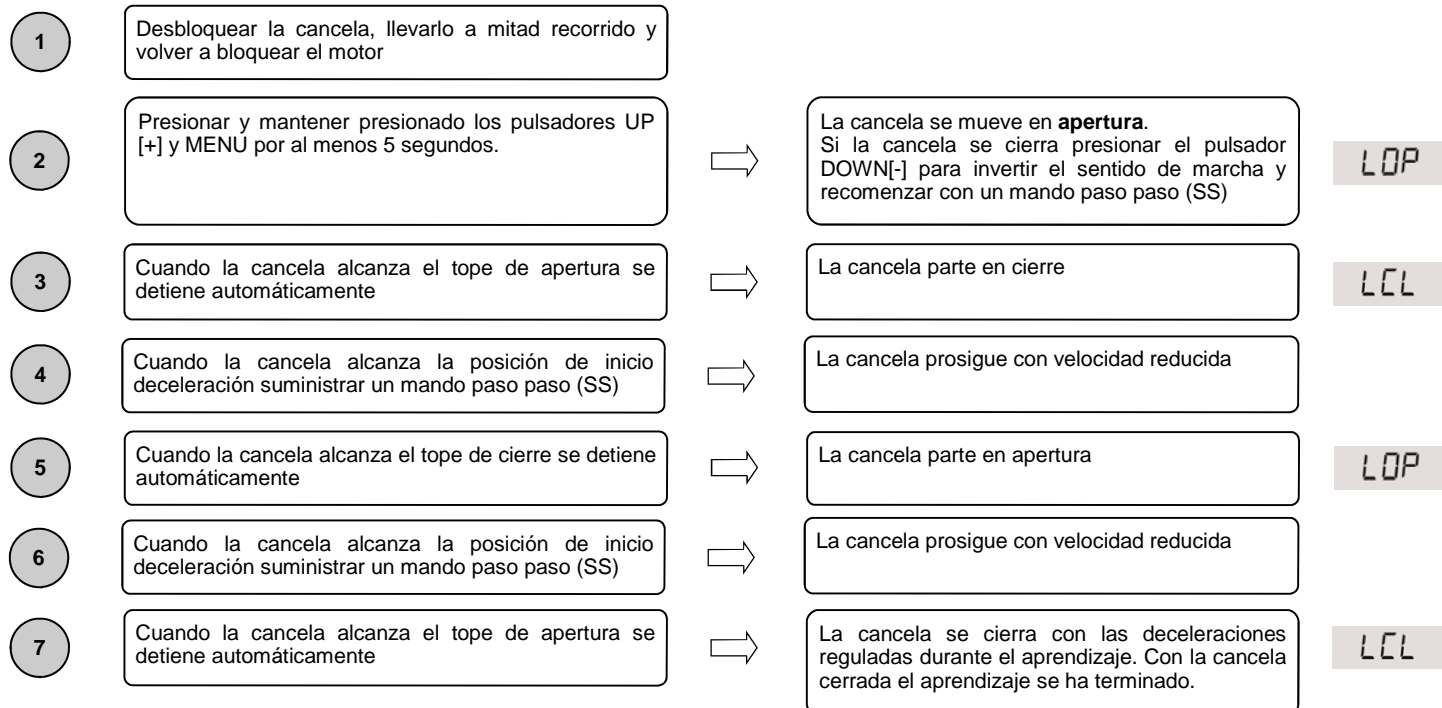 1
Desbloquear la cancela, llevarlo a mitad recorrido y
volver a bloquear el motor
2
Presionar y mantener presionado los pulsadores UP
[+] y MENU por al menos 5 segundos.
La cancela se mueve en apertura.
Si la cancela se cierra presionar el pulsador
DOWN[-] para invertir el sentido de marcha y
recomenzar con un mando paso paso (SS)
LOP
3
Cuando la cancela alcanza el tope de apertura se
detiene automáticamente
La cancela parte en cierre
LCL
4
Cuando la cancela alcanza la posición de inicio
deceleración suministrar un mando paso paso (SS)
La cancela prosigue con velocidad reducida
5
Cuando la cancela alcanza el tope de cierre se detiene
automáticamente
La cancela parte en apertura
LOP
6
Cuando la cancela alcanza la posición de inicio
deceleración suministrar un mando paso paso (SS)
La cancela prosigue con velocidad reducida
7
Cuando la cancela alcanza el tope de apertura se
detiene automáticamente
La cancela se cierra con las deceleraciones
reguladas durante el aprendizaje. Con la cancela
cerrada el aprendizaje se ha terminado.
LCL